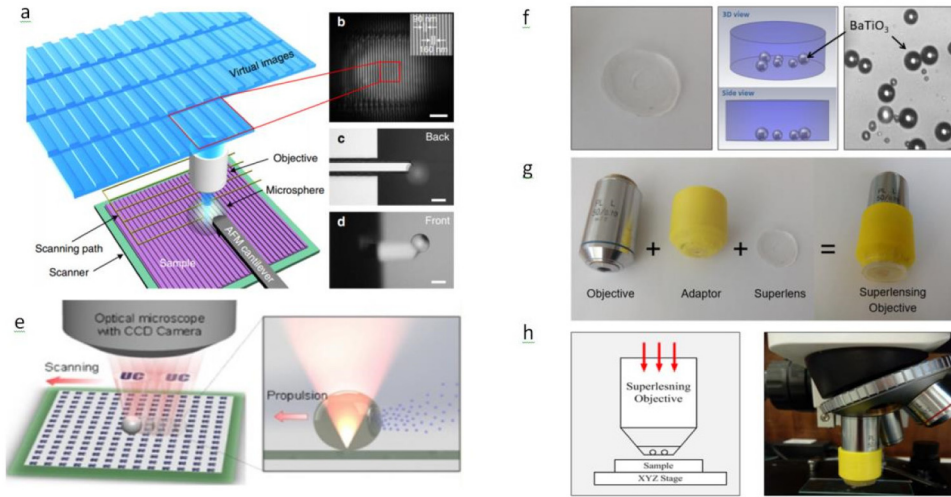 a
Virtual images
Objective
Microsphere
Scanning path
Scanner
Sample
AFM cantilever
b
90 nm
160 nm
c
Back
d
Front
e
Optical microscope
with CCD Camera
Scanning
UC UC
Propulsion
f
3D view
Side view
BaTiO3
g
Objective
Adaptor
Superlens
Superlensing
Objective
+
+
=
h
Superlesning
Objective
Sample
XYZ Stage